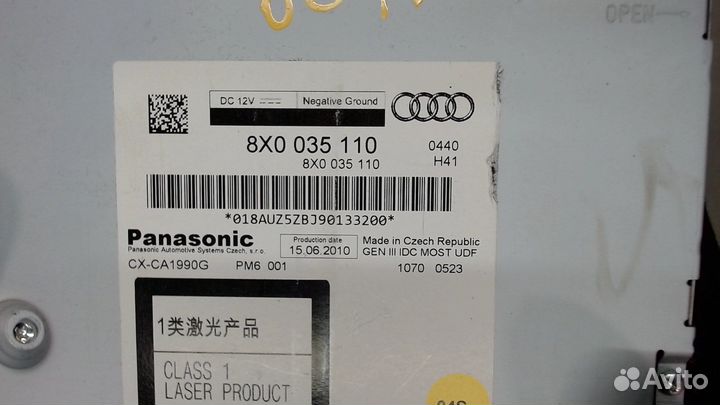 OPEN
DC 12V Negative Ground
8X0 035 110 0440
8X0 035 110 H41
*018AUZ5ZBJ90133200*
Panasonic
Panasonic Automotive Systems Czech, s.r.o.
Production date
15.06.2010
Made in Czech Republic
GEN III IDC MOST UDF
CX-CA1990G PM6 001
1070 0523
1类激光产品
CLASS 1
LASER PRODUCT
Avito